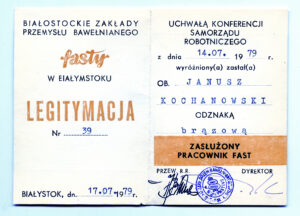 BIAŁOSTOCKIE ZAKŁADY
PRZEMYSŁU BAWEŁNIANEGO
fasty
W BIAŁYMSTOKU
LEGITYMACJA
Nr 39
BIAŁYSTOK, dn. 17.07 1979.
UCHWAŁĄ KONFERENCJI
SAMORZĄDU
ROBOTNICZEGO
z dnia 14.07. 1979
wyróżniony(a) został(a)
OB. JANUSZ
KOCHANOWSKI
ODZNAKĄ
brązową
ZASŁUŻONY
PRACOWNIK FAST
PRZEW. R.R. DYREKTOR